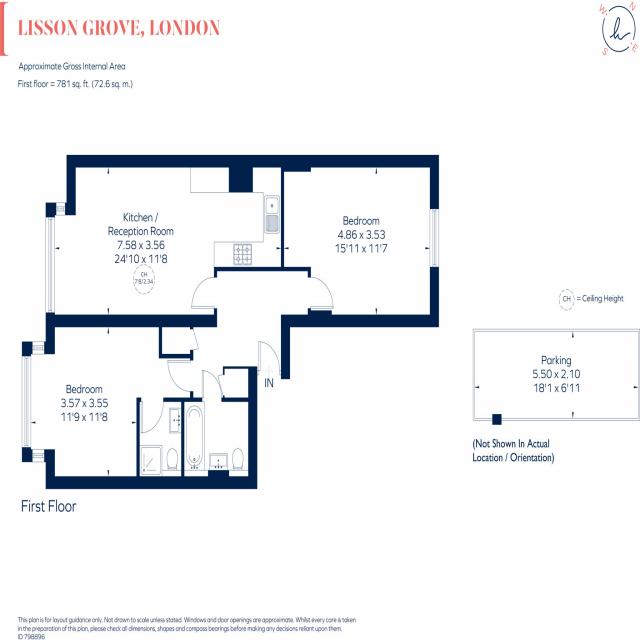 LISSON GROVE, LONDON
Approximate Gross Internal Area
First floor = 781 sq. ft. (72.6 sq. m.)
W N
S E
h
Kitchen /
Reception Room
7.58 x 3.56
24'10 x 11'8
CH
7'8/2.34
Bedroom
4.86 x 3.53
15'11 x 11'7
CH = Ceiling Height
IN
Bedroom
3.57 x 3.55
11'9 x 11'8
Parking
5.50 x 2.10
18'1 x 6'11
(Not Shown In Actual
Location / Orientation)
First Floor
This plan is for layout guidance only. Not drawn to scale unless stated. Windows and door openings are approximate. Whilst every care is taken
in the preparation of this plan, please check all dimensions, shapes and compass bearings before making any decisions reliant upon them.
ID 798896